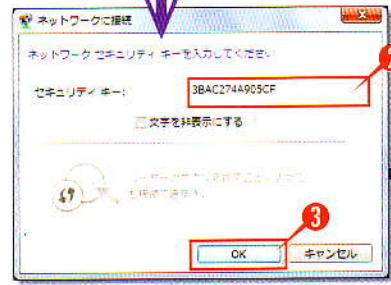 ネットワークに接続
ネットワーク セキュリティ キーを入力してください
セキュリティ キー:
3BAC274A905CF
文字を非表示にする
3
OK
キャンセル